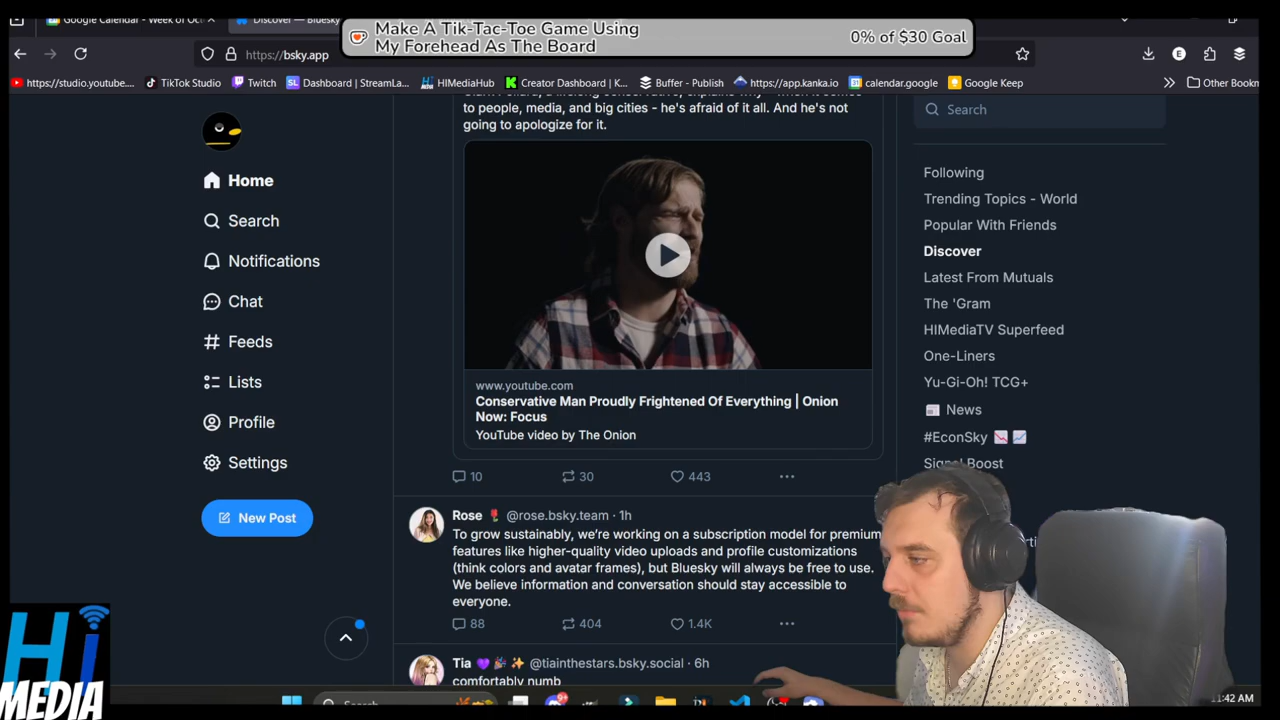 Google Calendar - Week of Oct
Discover — Bluesky
Make A Tik-Tac-Toe Game Using
My Forehead As The Board
0% of $30 Goal
https://bsky.app
E
https://studio.youtube....
TikTok Studio
Twitch
SL
Dashboard | StreamLa...
HIMediaHub
Creator Dashboard | K...
Buffer - Publish
https://app.kanka.io
calendar.google
Google Keep
Other Bookm
Home
Search
Notifications
Chat
Feeds
Lists
Profile
Settings
New Post
to people, media, and big cities - he's afraid of it all. And he's not
going to apologize for it.
www.youtube.com
Conservative Man Proudly Frightened Of Everything | Onion
Now: Focus
YouTube video by The Onion
10
30
443
Rose @rose.bsky.team · 1h
To grow sustainably, we're working on a subscription model for premium
features like higher-quality video uploads and profile customizations
(think colors and avatar frames), but Bluesky will always be free to use.
We believe information and conversation should stay accessible to
everyone.
88
404
1.4K
Tia @tiainthestars.bsky.social · 6h
comfortably numb
Search
Following
Trending Topics - World
Popular With Friends
Discover
Latest From Mutuals
The 'Gram
HIMediaTV Superfeed
One-Liners
Yu-Gi-Oh! TCG+
News
#EconSky
Signal Boost
Hi
MEDIA
Search
11:42 AM